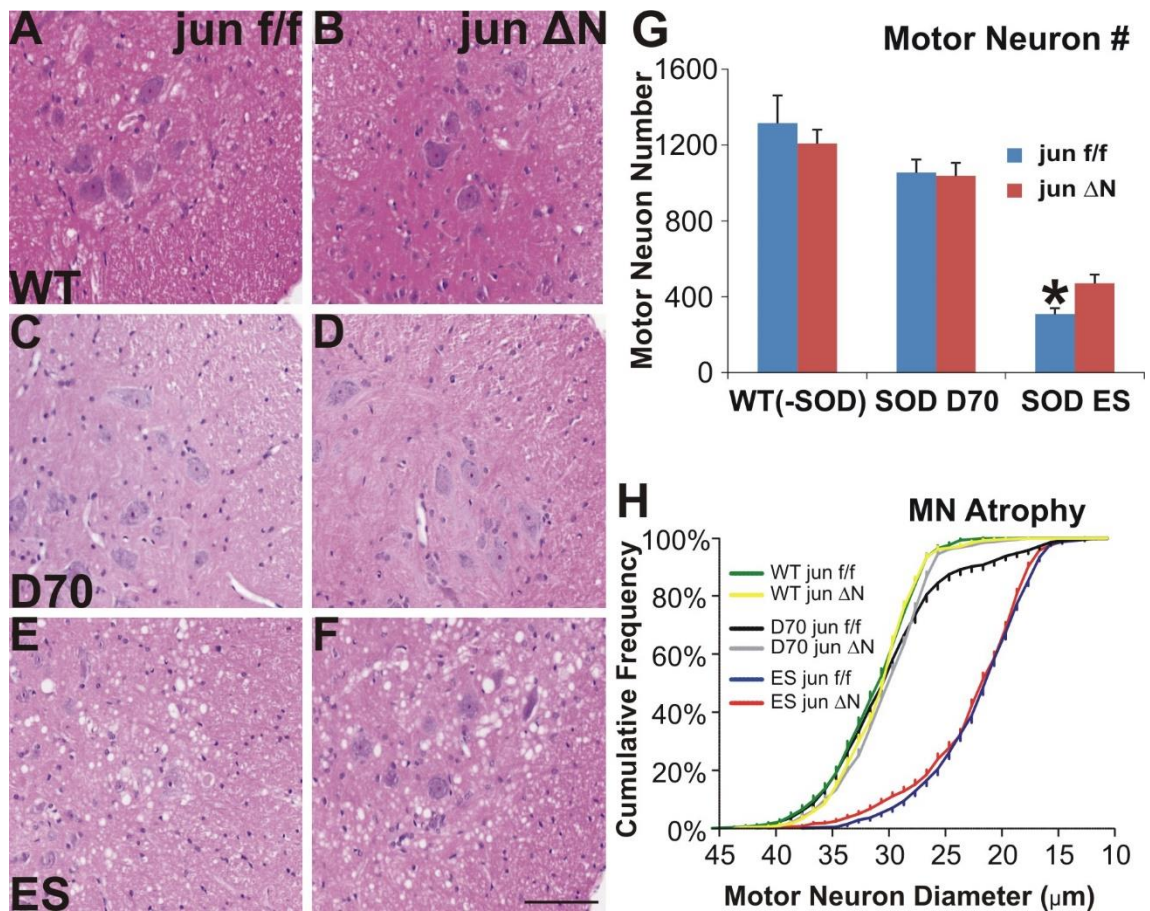 A jun f/f
B jun ΔN
WT
C
D
D70
E
F
ES
G
Motor Neuron #
Motor Neuon Number
1600
1200
800
400
0
jun f/f
jun ΔN
*
WT(-SOD) SOD D70 SOD ES
H
MN Atrophy
Cumulative Frequency
100%
80%
60%
40%
20%
0%
WT jun f/f
WT jun ΔN
D70 jun f/f
D70 jun ΔN
ES jun f/f
ES jun ΔN
45 40 35 30 25 20 15 10
Motor Neuron Diameter (μm)